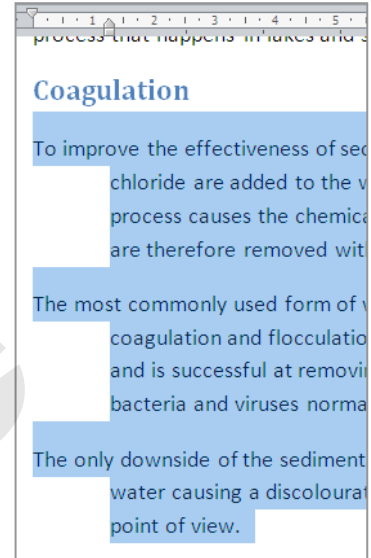 1 2 3 4 5
process that happens in lakes and s
Coagulation
To improve the effectiveness of sed
chloride are added to the w
process causes the chemica
are therefore removed wit
The most commonly used form of w
coagulation and flocculatio
and is successful at removi
bacteria and viruses norma
The only downside of the sediment
water causing a discolourat
point of view.